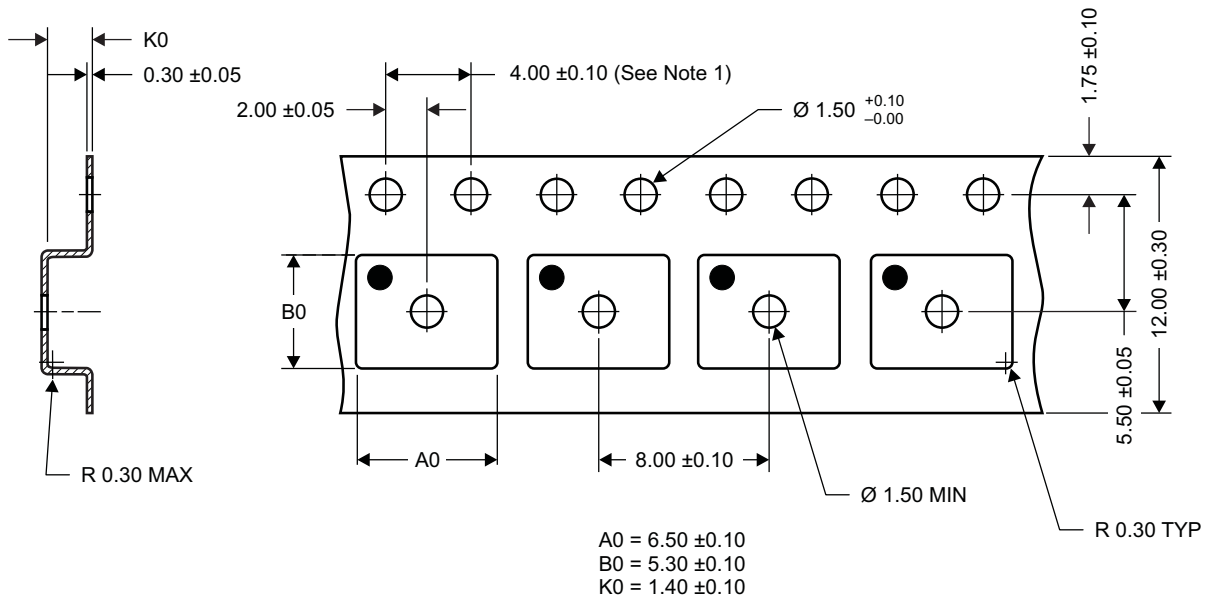 K0
0.30 ±0.05
4.00 ±0.10 (See Note 1)
2.00 ±0.05
Ø 1.50 +0.10 –0.00
1.75 ±0.10
B0
12.00 ±0.30
5.50 ±0.05
A0
8.00 ±0.10
R 0.30 MAX
Ø 1.50 MIN
R 0.30 TYP
A0 = 6.50 ±0.10
B0 = 5.30 ±0.10
K0 = 1.40 ±0.10